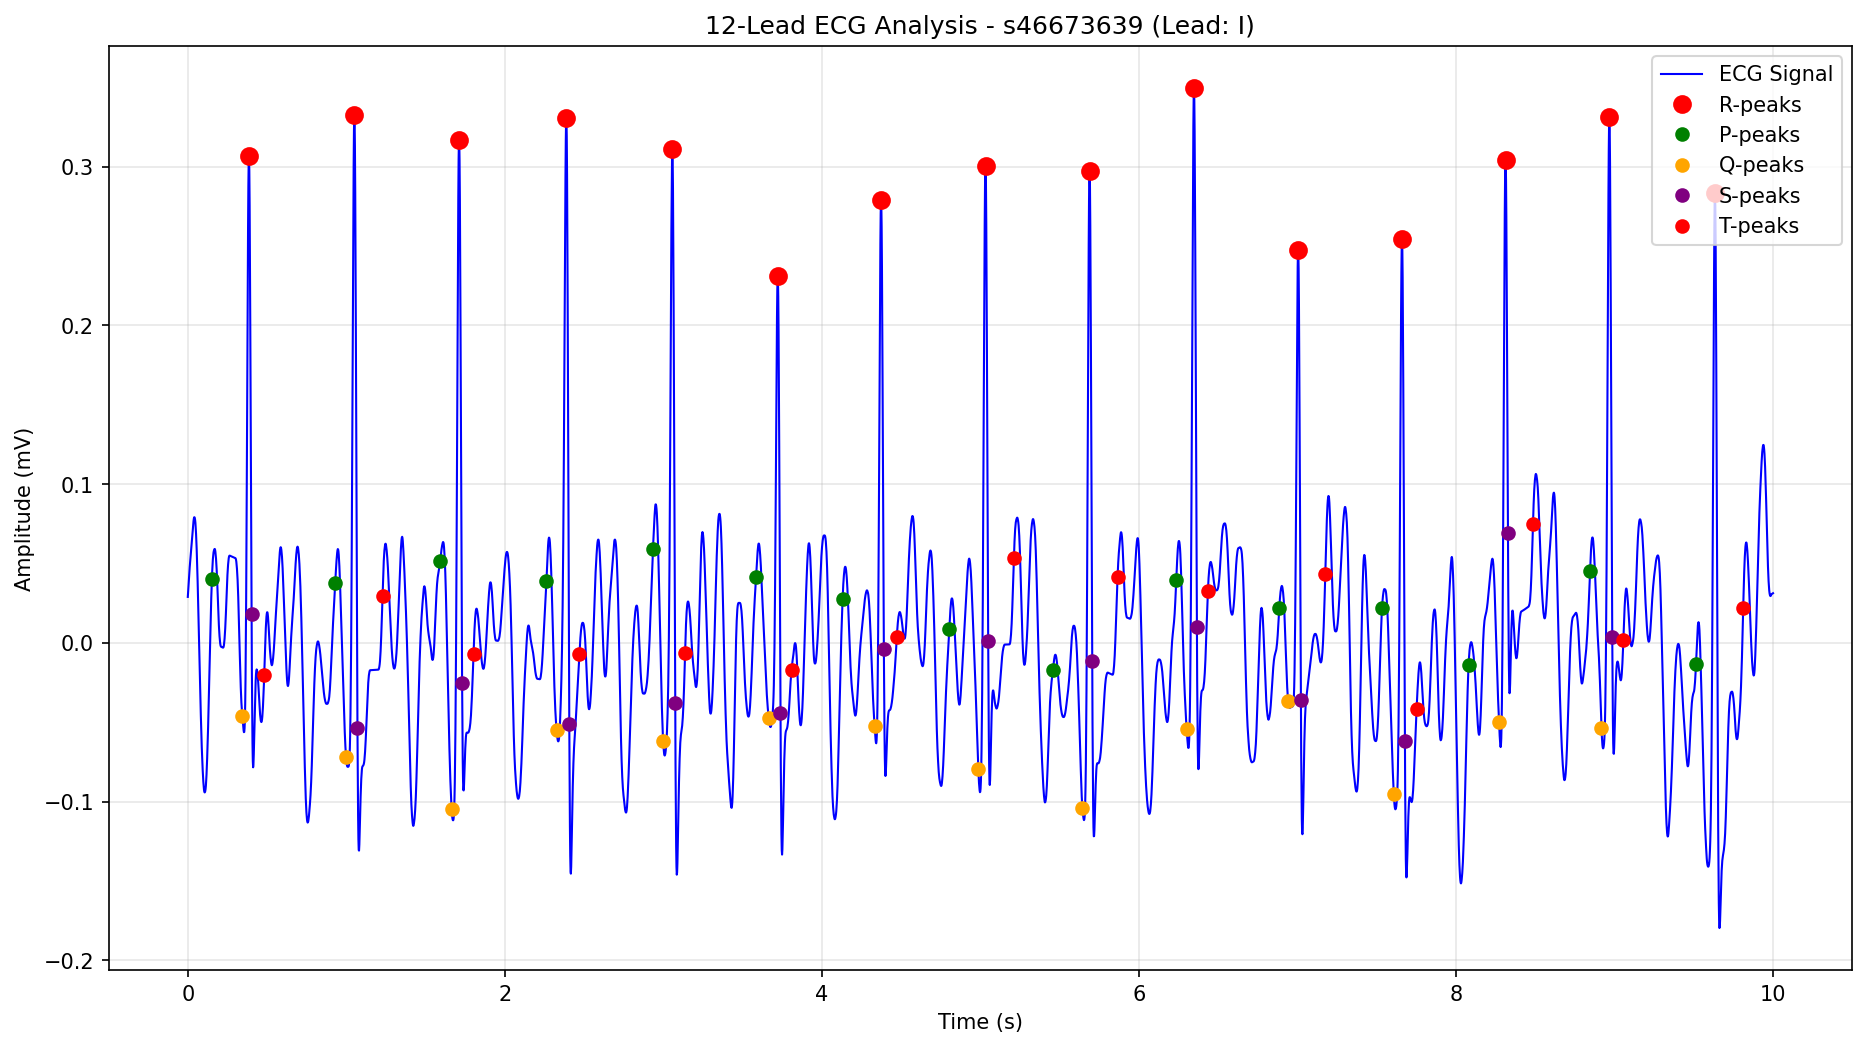 12-Lead ECG Analysis - s46673639 (Lead: I)
ECG Signal
R-peaks
P-peaks
Q-peaks
S-peaks
T-peaks
Amplitude (mV)
0.3
0.2
0.1
0.0
−0.1
−0.2
0 2 4 6 8 10
Time (s)